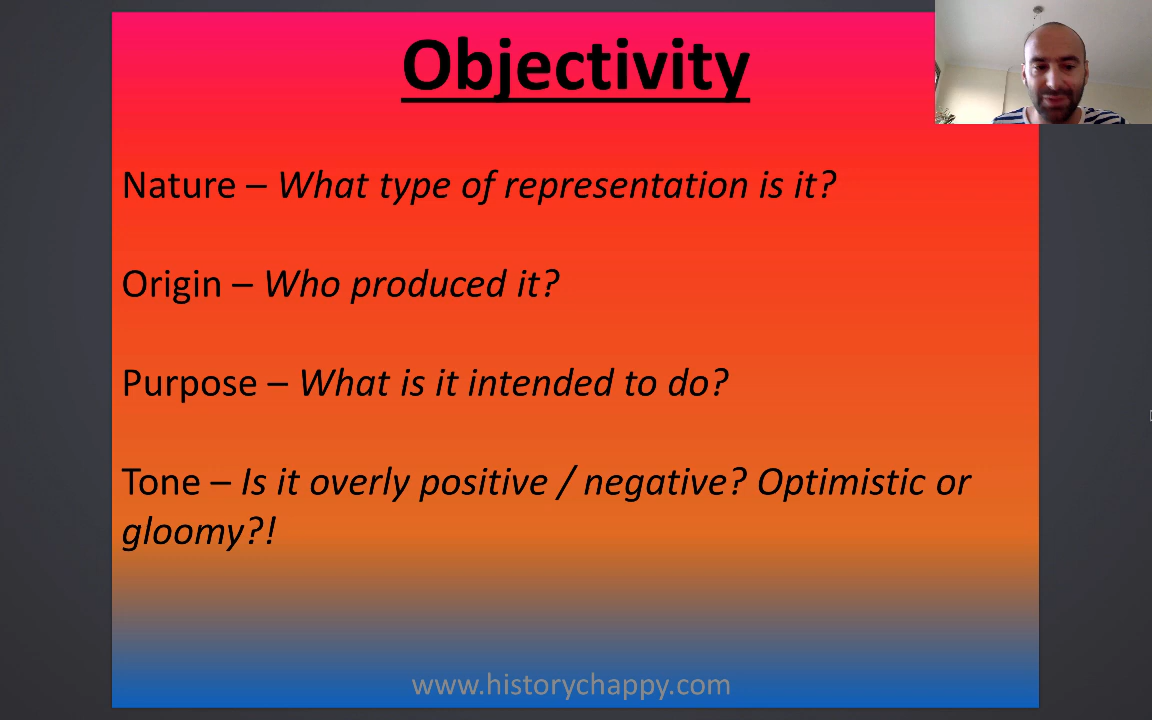 Objectivity
Nature – What type of representation is it?
Origin – Who produced it?
Purpose – What is it intended to do?
Tone – Is it overly positive / negative? Optimistic or
gloomy?!
www.historychappy.com